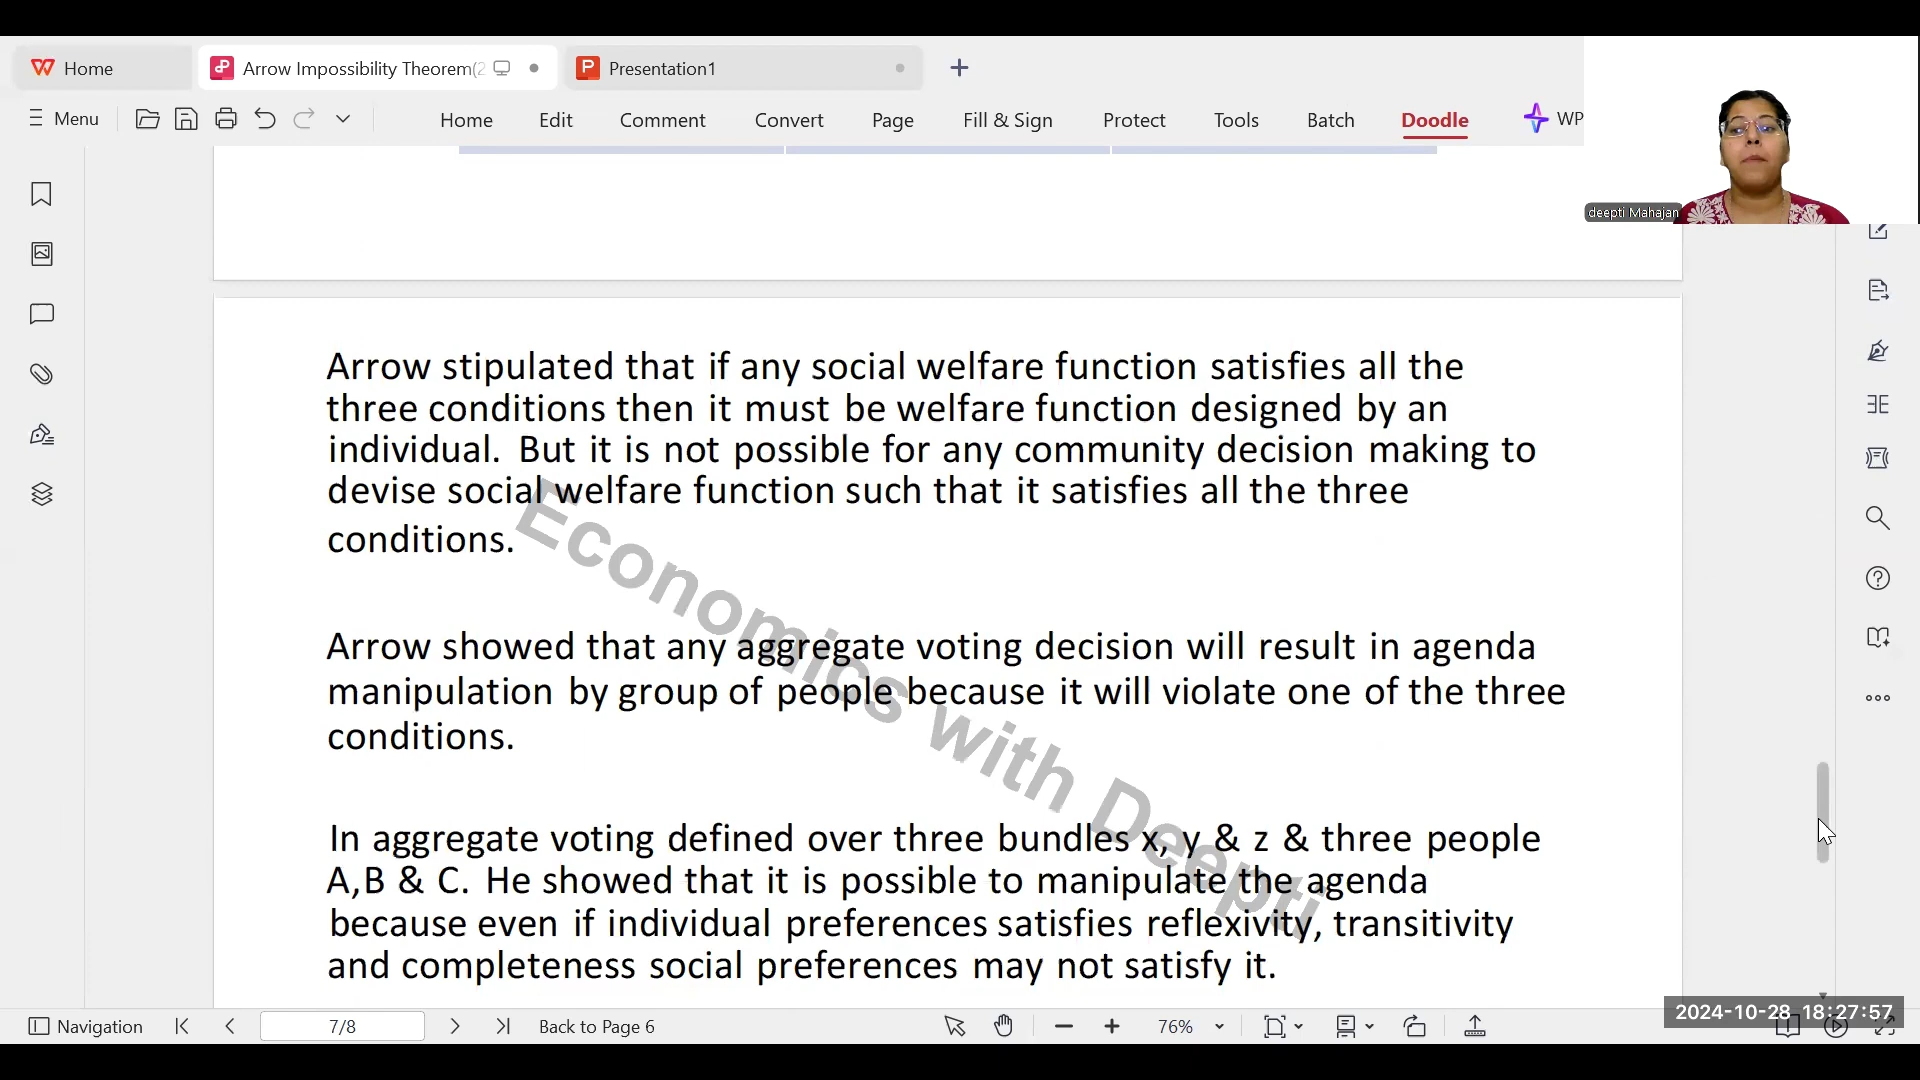 Home
Arrow Impossibility Theorem(2
Presentation1
Menu
Home Edit Comment Convert Page Fill & Sign Protect Tools Batch Doodle WP
deepti Mahajan
Arrow stipulated that if any social welfare function satisfies all the
three conditions then it must be welfare function designed by an
individual. But it is not possible for any community decision making to
devise social welfare function such that it satisfies all the three
conditions.
Arrow showed that any aggregate voting decision will result in agenda
manipulation by group of people because it will violate one of the three
conditions.
In aggregate voting defined over three bundles x, y & z & three people
A,B & C. He showed that it is possible to manipulate the agenda
because even if individual preferences satisfies reflexivity, transitivity
and completeness social preferences may not satisfy it.
Economics with Deepti
Navigation 7/8 Back to Page 6 76%
2024-10-28 18:27:57